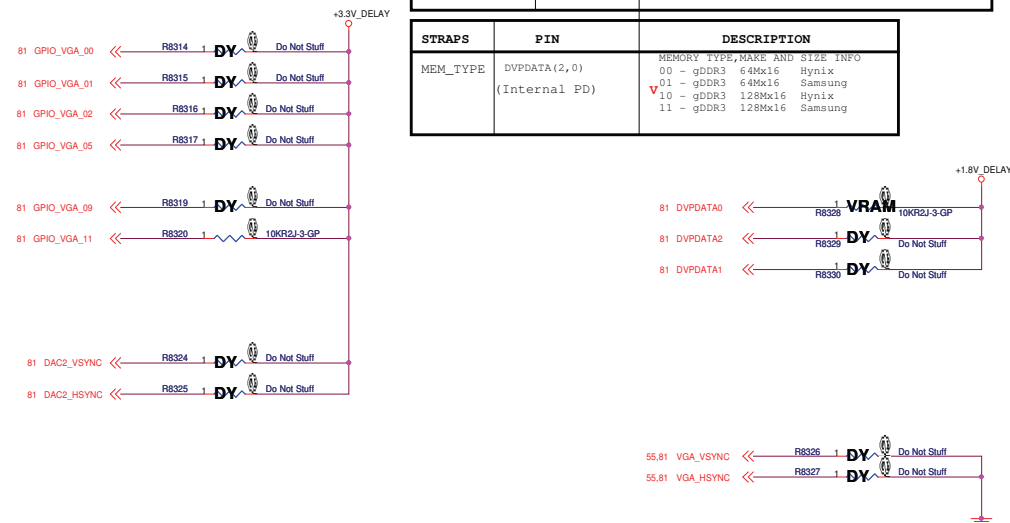 +3.3V_DELAY
81 GPIO_VGA_00 R8314 1 DY Do Not Stuff
81 GPIO_VGA_01 R8315 1 DY Do Not Stuff
81 GPIO_VGA_02 R8316 1 DY Do Not Stuff
81 GPIO_VGA_05 R8317 1 DY Do Not Stuff
81 GPIO_VGA_09 R8319 1 DY Do Not Stuff
81 GPIO_VGA_11 R8320 1 10KR2J-3-GP
81 DAC2_VSYNC R8324 1 DY Do Not Stuff
81 DAC2_HSYNC R8325 1 DY Do Not Stuff
STRAPS PIN DESCRIPTION
MEM_TYPE DVPDATA(2,0)
(Internal PD)
MEMORY TYPE,MAKE AND SIZE INFO
00 - gDDR3 64Mx16 Hynix
V 01 - gDDR3 64Mx16 Samsung
10 - gDDR3 128Mx16 Hynix
11 - gDDR3 128Mx16 Samsung
+1.8V_DELAY
81 DVPDATA0 R8328 1 VRAM 10KR2J-3-GP
81 DVPDATA2 R8329 1 DY Do Not Stuff
81 DVPDATA1 R8330 1 DY Do Not Stuff
55,81 VGA_VSYNC R8326 1 DY Do Not Stuff
55,81 VGA_HSYNC R8327 1 DY Do Not Stuff